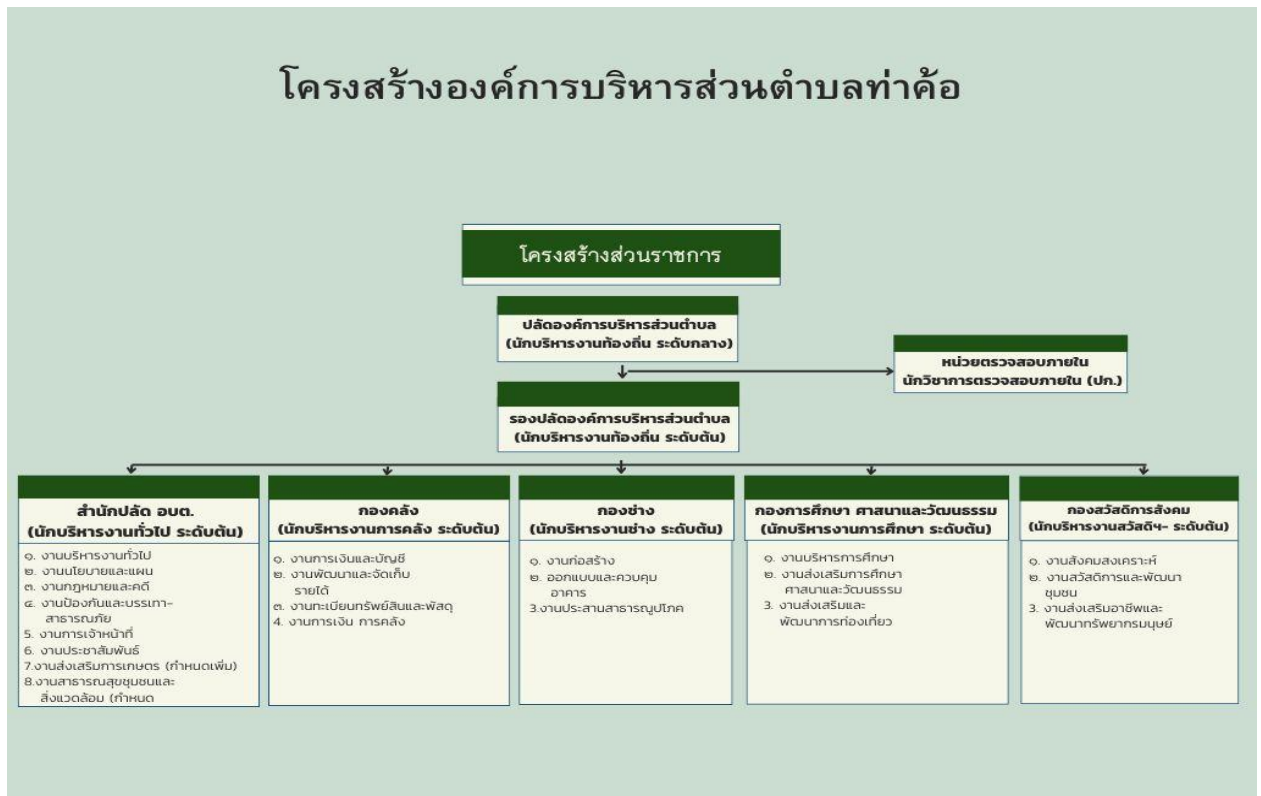 โครงสร้างองค์การบริหารส่วนตำบลท่าค้อ
โครงสร้างส่วนราชการ
ปลัดองค์การบริหารส่วนตำบล
(นักบริหารงานท้องถิ่น ระดับกลาง)
หน่วยตรวจสอบภายใน
นักวิชาการตรวจสอบภายใน (ปก.)
รองปลัดองค์การบริหารส่วนตำบล
(นักบริหารงานท้องถิ่น ระดับต้น)
สำนักปลัด อบต.
(นักบริหารงานทั่วไป ระดับต้น)
๑. งานบริหารงานทั่วไป
๒. งานนโยบายและแผน
๓. งานกฎหมายและคดี
๔. งานป้องกันและบรรเทา-
สาธารณภัย
5. งานการเจ้าหน้าที่
6. งานประชาสัมพันธ์
7.งานส่งเสริมการเกษตร (กำหนดเพิ่ม)
8.งานสาธารณสุขชุมชนและ
สิ่งแวดล้อม (กำหนด
กองคลัง
(นักบริหารงานการคลัง ระดับต้น)
๑. งานการเงินและบัญชี
๒. งานพัฒนาและจัดเก็บ
รายได้
๓. งานทะเบียนทรัพย์สินและพัสดุ
4. งานการเงิน การคลัง
กองช่าง
(นักบริหารงานช่าง ระดับต้น)
๑. งานก่อสร้าง
๒. ออกแบบและควบคุม
อาคาร
3.งานประสานสาธารณูปโภค
กองการศึกษา ศาสนาและวัฒนธรรม
(นักบริหารงานการศึกษา ระดับต้น)
๑. งานบริหารการศึกษา
๒. งานส่งเสริมการศึกษา
ศาสนาและวัฒนธรรม
3. งานส่งเสริมและ
พัฒนาการท่องเที่ยว
กองสวัสดิการสังคม
(นักบริหารงานสวัสดิฯ- ระดับต้น)
๑. งานสังคมสงเคราะห์
๒. งานสวัสดิการและพัฒนา
ชุมชน
3. งานส่งเสริมอาชีพและ
พัฒนาทรัพยากรมนุษย์